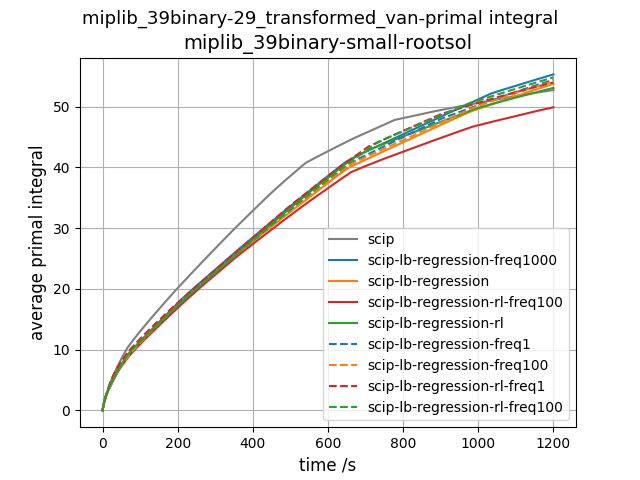 miplib_39binary-29_transformed_van-primal integral
miplib_39binary-small-rootsol
average primal integral
50
40
30
20
10
0
scip
scip-lb-regression-freq1000
scip-lb-regression
scip-lb-regression-rl-freq100
scip-lb-regression-rl
scip-lb-regression-freq1
scip-lb-regression-freq100
scip-lb-regression-rl-freq1
scip-lb-regression-rl-freq100
0 200 400 600 800 1000 1200
time /s